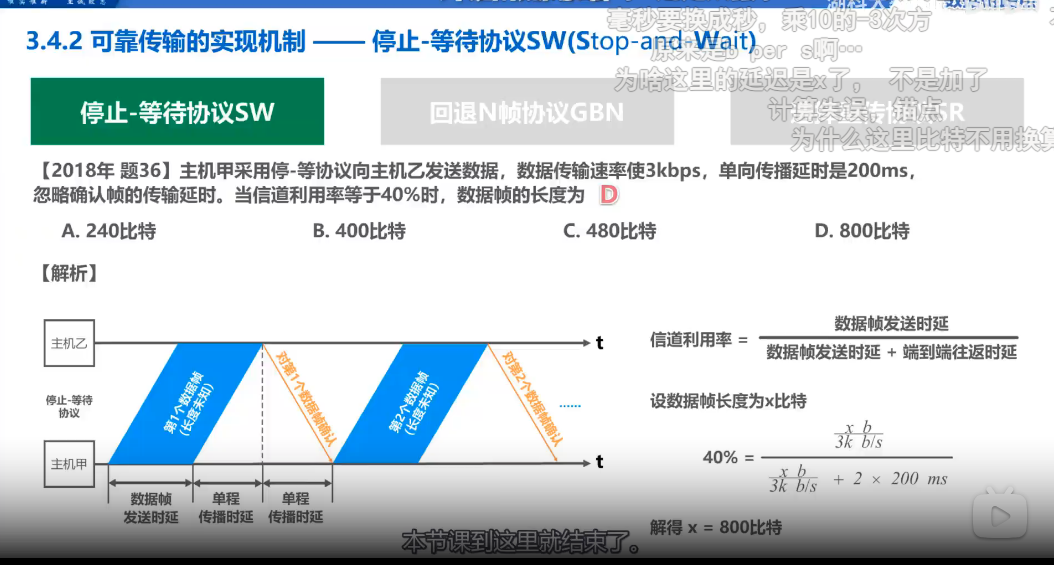 3.4.2 可靠传输的实现机制 —— 停止-等待协议SW(Stop-and-Wait)
毫秒要换成秒，乘10的-3次方
原来是b per s啊…
为啥这里的延迟是x了， 不是加了
为什么这里比特不用换算
停止-等待协议SW
回退N帧协议GBN
【2018年 题36】主机甲采用停-等协议向主机乙发送数据，数据传输速率使3kbps，单向传播延时是200ms，
忽略确认帧的传输延时。当信道利用率等于40%时，数据帧的长度为 D
A. 240比特 B. 400比特 C. 480比特 D. 800比特
【解析】
主机乙
t
停止-等待
协议
第1个数据帧
(长度未知)
对第1个数据帧确认
第2个数据帧
(长度未知)
对第2个数据帧确认
......
主机甲
t
数据帧
发送时延
单程
传播时延
单程
传播时延
信道利用率 =
数据帧发送时延
数据帧发送时延 + 端到端往返时延
设数据帧长度为x比特
40% =
x b
3k b/s
x b
3k b/s
+ 2 × 200 ms
解得 x = 800比特
本节课到这里就结束了。